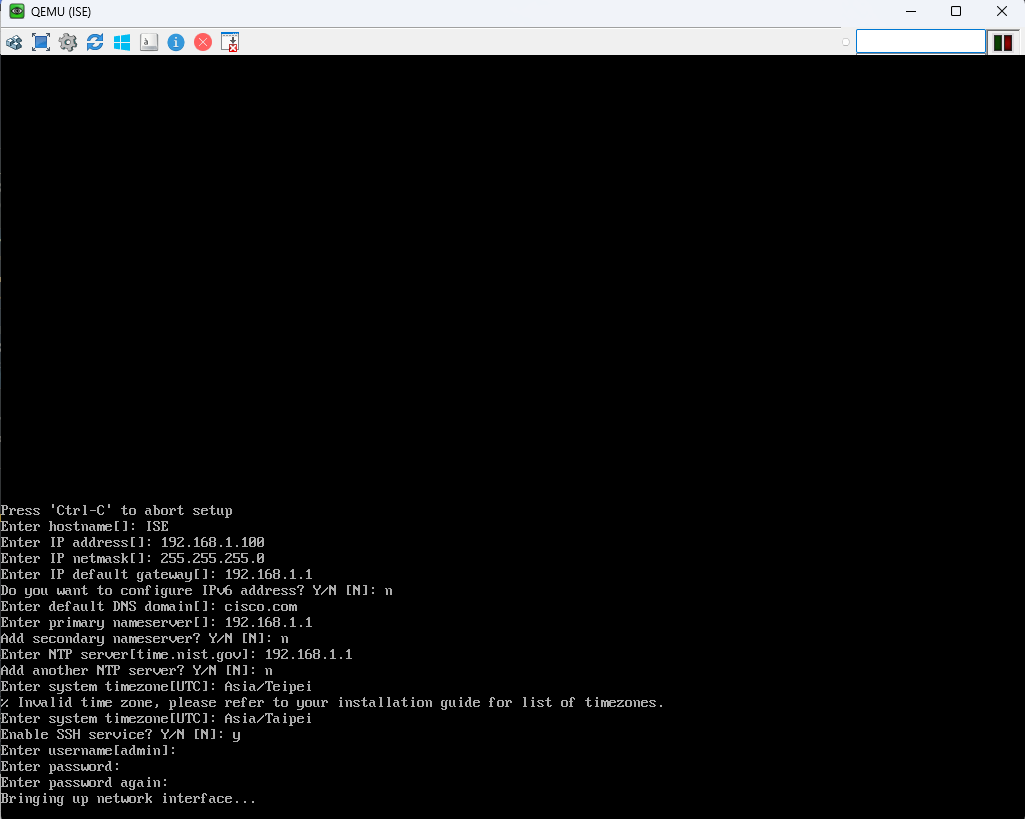 QEMU (ISE)
Press 'Ctrl-C' to abort setup
Enter hostname[]: ISE
Enter IP address[]: 192.168.1.100
Enter IP netmask[]: 255.255.255.0
Enter IP default gateway[]: 192.168.1.1
Do you want to configure IPv6 address? Y/N [N]: n
Enter default DNS domain[]: cisco.com
Enter primary nameserver[]: 192.168.1.1
Add secondary nameserver? Y/N [N]: n
Enter NTP server[time.nist.gov]: 192.168.1.1
Add another NTP server? Y/N [N]: n
Enter system timezone[UTC]: Asia/Teipei
% Invalid time zone, please refer to your installation guide for list of timezones.
Enter system timezone[UTC]: Asia/Taipei
Enable SSH service? Y/N [N]: y
Enter username[admin]:
Enter password:
Enter password again:
Bringing up network interface...